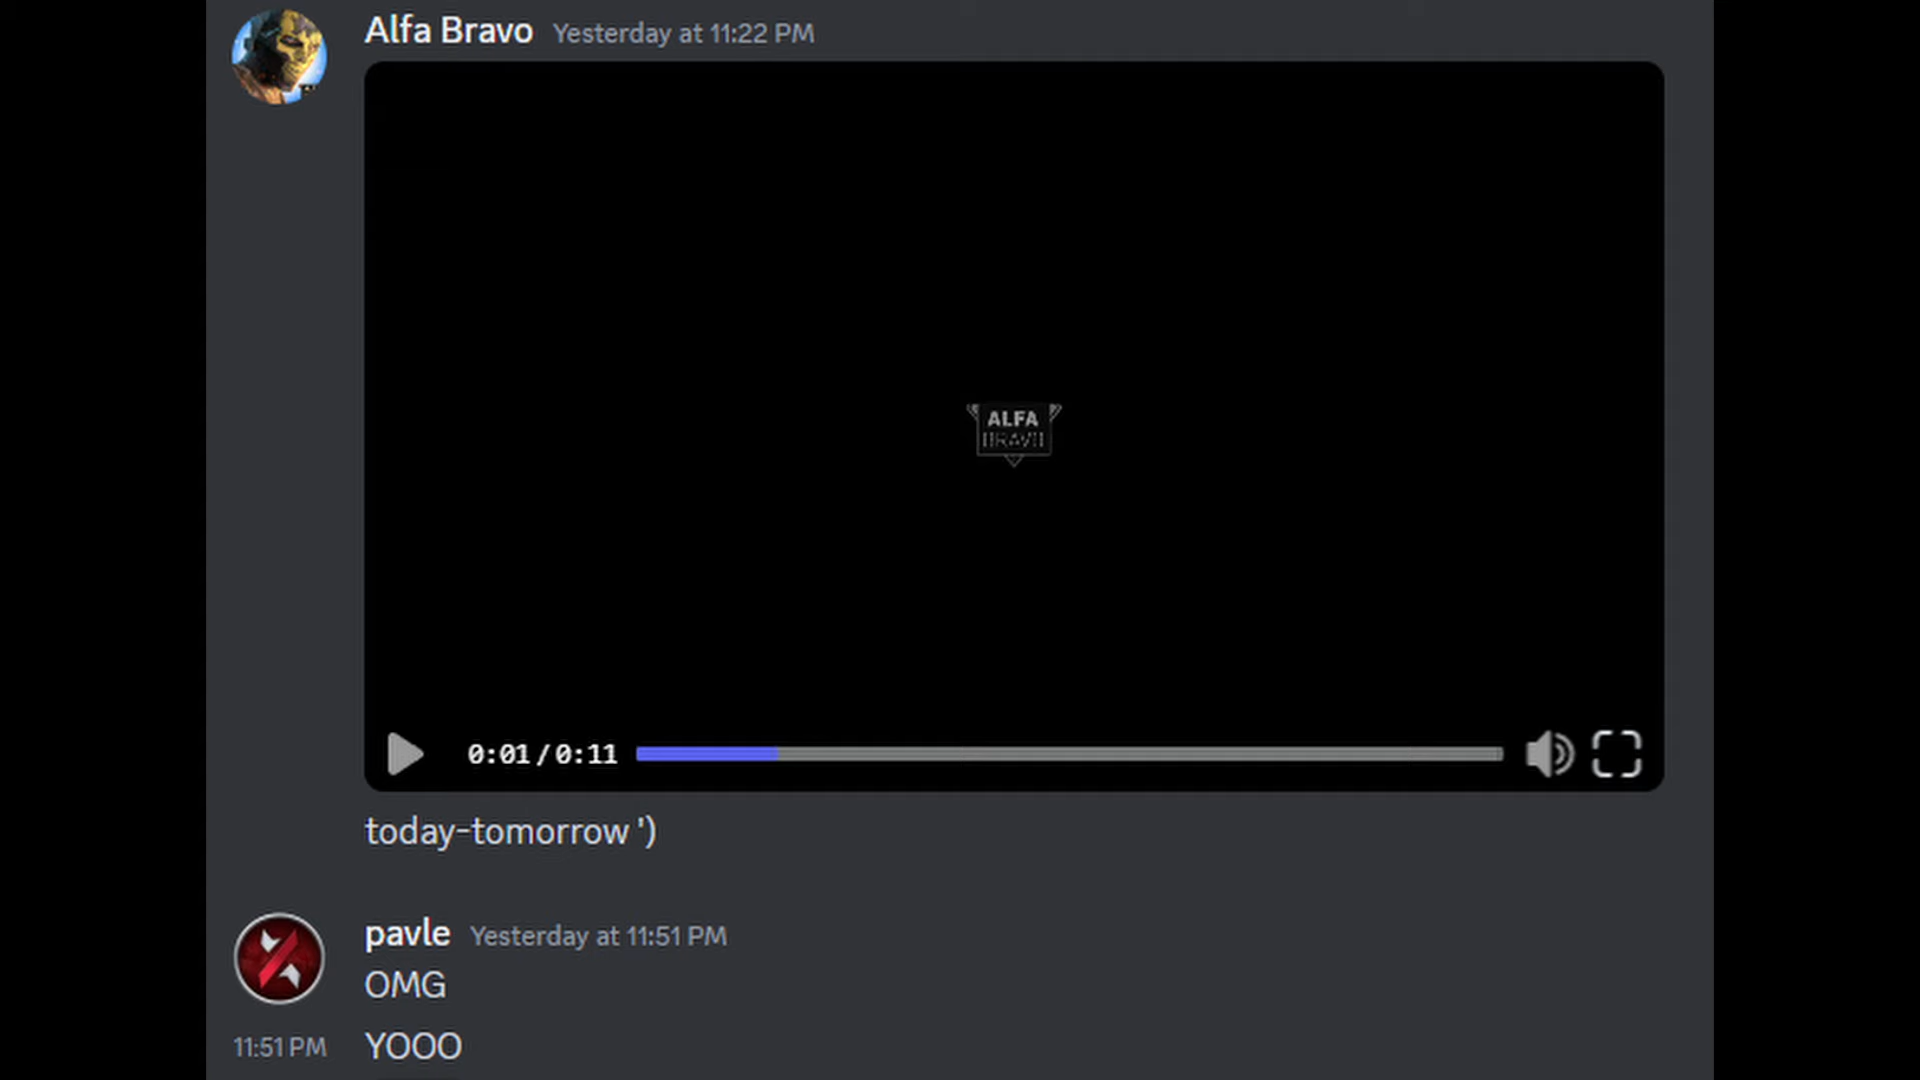 Alfa Bravo Yesterday at 11:22 PM
ALFA
BRAVO
0:01/0:11
today-tomorrow ')
pavle Yesterday at 11:51 PM
OMG
11:51 PM YOOO